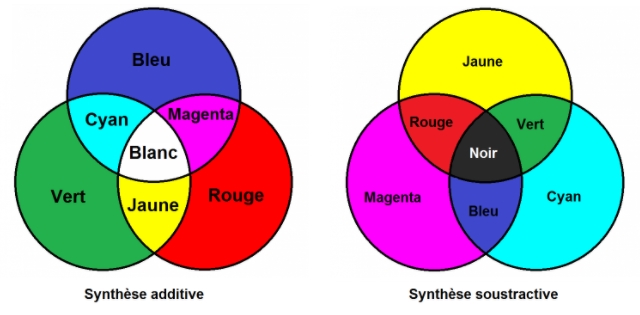 Bleu
Cyan
Magenta
Blanc
Vert
Jaune
Rouge
Synthèse additive
Jaune
Rouge
Vert
Noir
Magenta
Bleu
Cyan
Synthèse soustractive